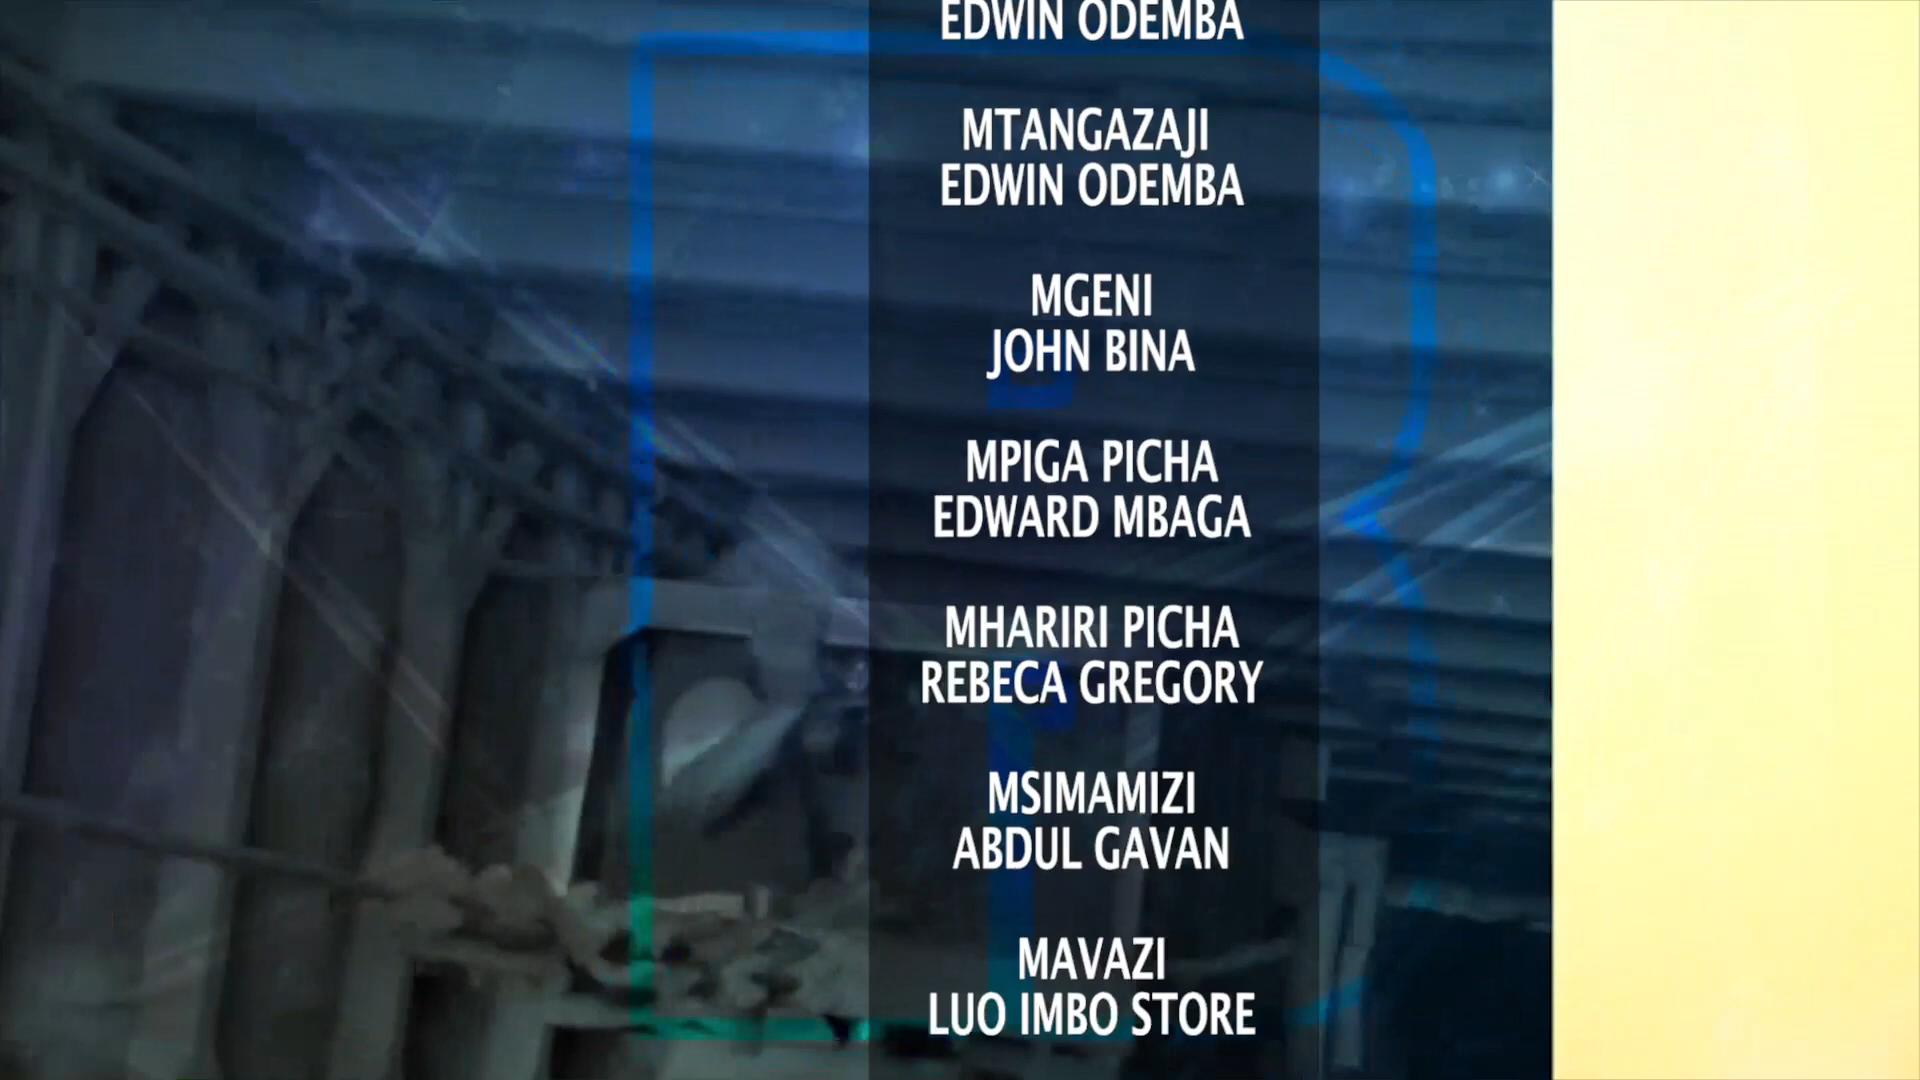 EDWIN ODEMBA
MTANGAZAJI
EDWIN ODEMBA
MGENI
JOHN BINA
MPIGA PICHA
EDWARD MBAGA
MHARIRI PICHA
REBECA GREGORY
MSIMAMIZI
ABDUL GAVAN
MAVAZI
LUO IMBO STORE